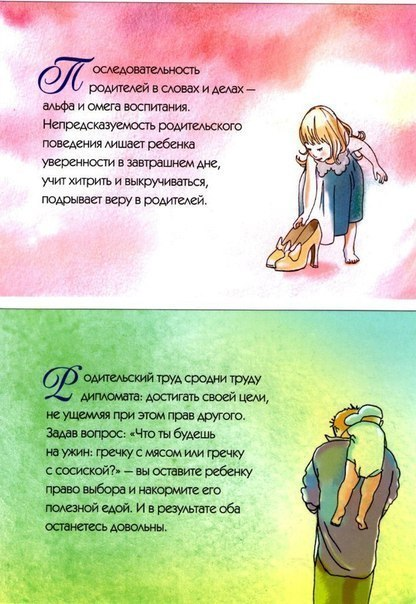 Последовательность
родителей в словах и делах –
альфа и омега воспитания.
Непредсказуемость родительского
поведения лишает ребенка
уверенности в завтрашнем дне,
учит хитрить и выкручиваться,
подрывает веру в родителей.
Родительский труд сродни труду
дипломата: достигать своей цели,
не ущемляя при этом прав другого.
Задав вопрос: «Что ты будешь
на ужин: гречку с мясом или гречку
с сосиской?» – вы оставите ребенку
право выбора и накормите его
полезной едой. И в результате оба
останетесь довольны.